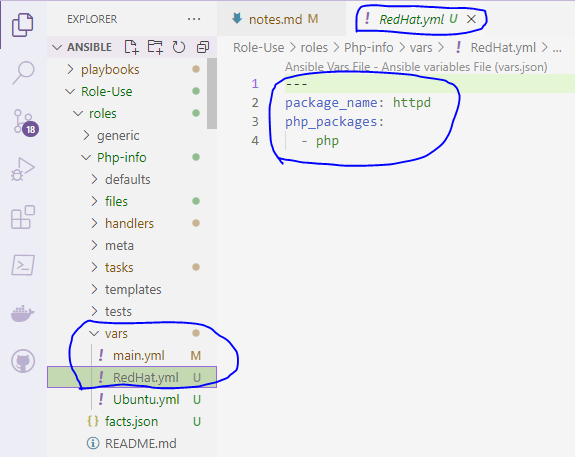 EXPLORER
ANSIBLE
playbooks
Role-Use
roles
generic
Php-info
defaults
files
handlers
meta
tasks
templates
tests
vars
main.yml M
RedHat.yml U
Ubuntu.yml U
{} facts.json U
README.md
18
notes.md M
! RedHat.yml U
Role-Use > roles > Php-info > vars > ! RedHat.yml > ...
Ansible Vars File - Ansible variables File (vars.json)
1 ---
2 package_name: httpd
3 php_packages:
4 - php